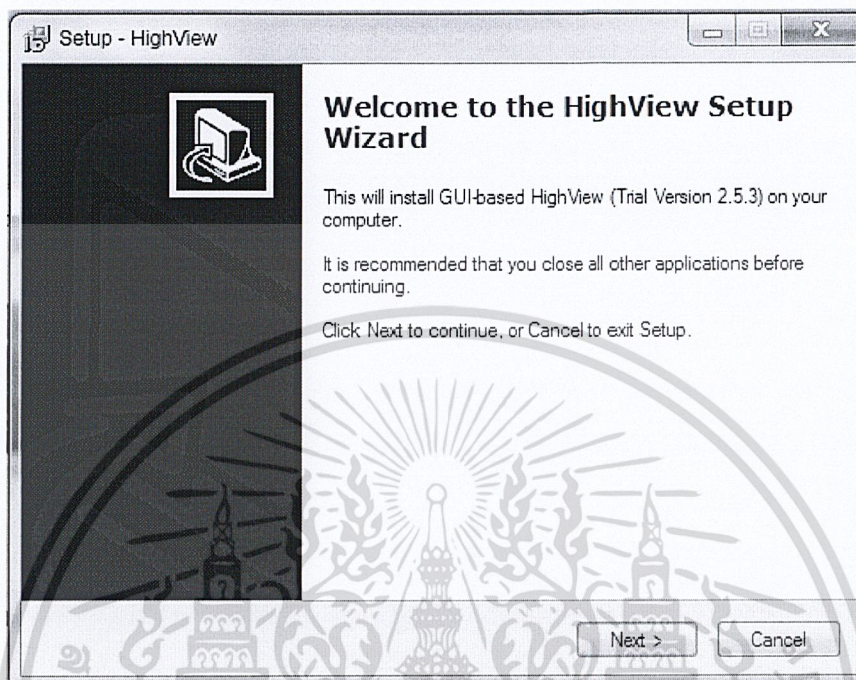 Setup - HighView
Welcome to the HighView Setup
Wizard
This will install GUI-based HighView (Trial Version 2.5.3) on your
computer.
It is recommended that you close all other applications before
continuing.
Click Next to continue, or Cancel to exit Setup.
Next >
Cancel